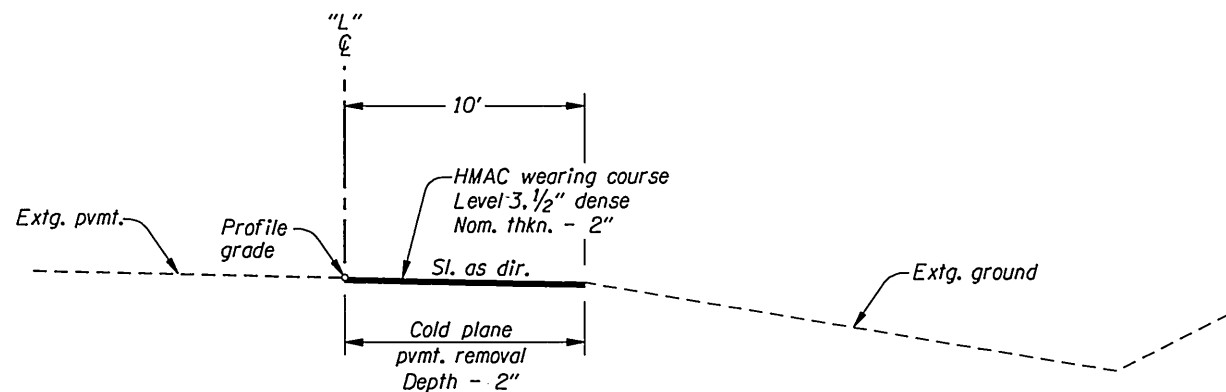 "L"
℄
10'
HMAC wearing course
Level 3, ½" dense
Nom. thkn. - 2"
Extg. pvmt.
Profile
grade
Sl. as dir.
Extg. ground
Cold plane
pvmt. removal
Depth - 2"